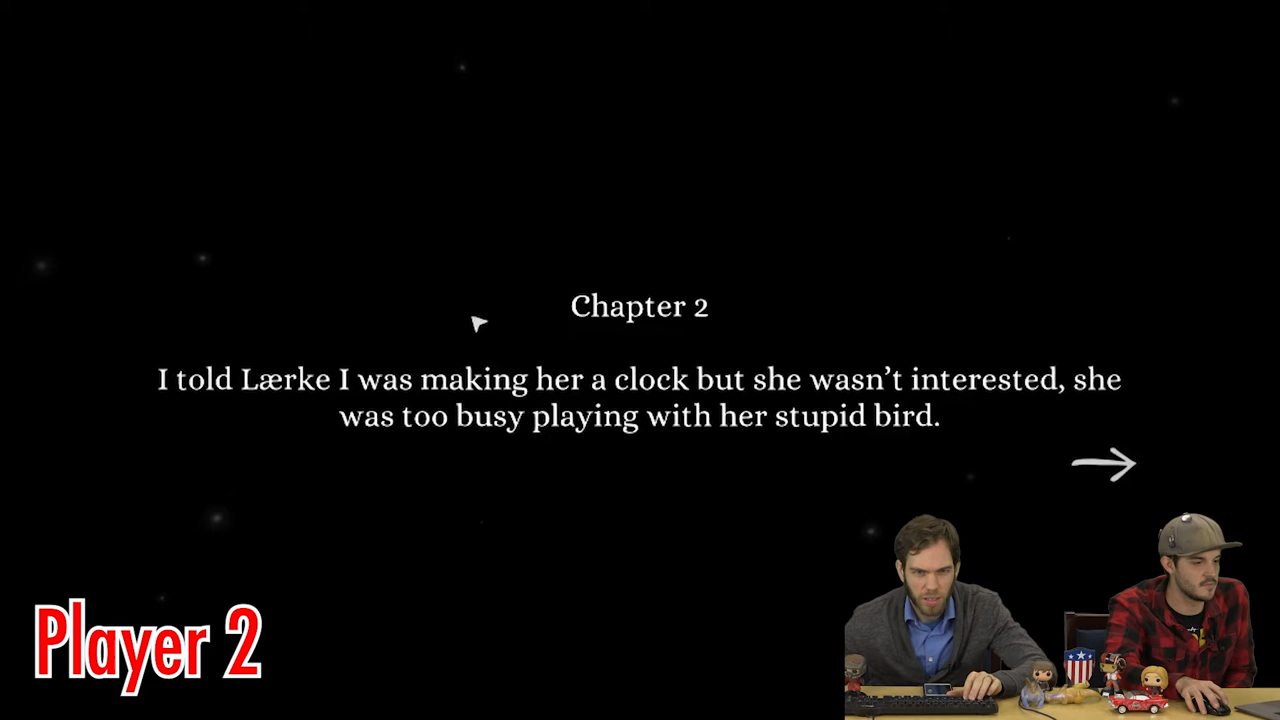 Chapter 2
I told Lærke I was making her a clock but she wasn’t interested, she
was too busy playing with her stupid bird.
Player 2